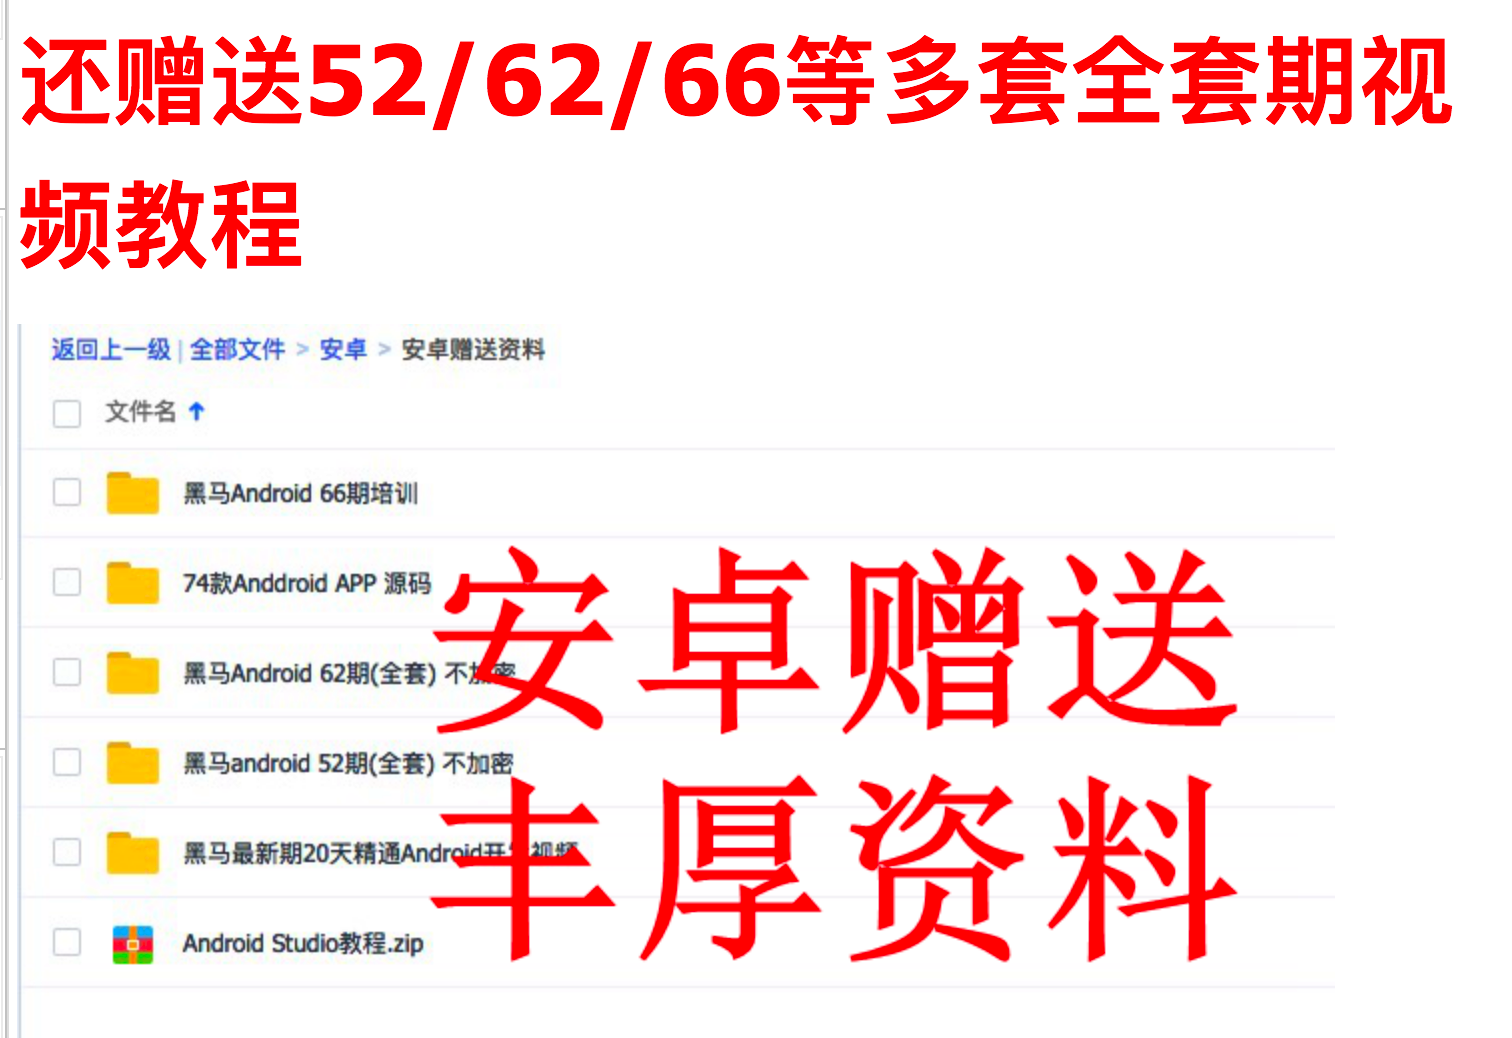 还赠送52/62/66等多套全套期视
频教程
返回上一级 | 全部文件 > 安卓 > 安卓赠送资料
文件名
黑马Android 66期培训
74款Anddroid APP 源码
黑马Android 62期(全套) 不加密
安卓赠送
黑马android 52期(全套) 不加密
黑马最新期20天精通Android开发视频
丰厚资料
Android Studio教程.zip